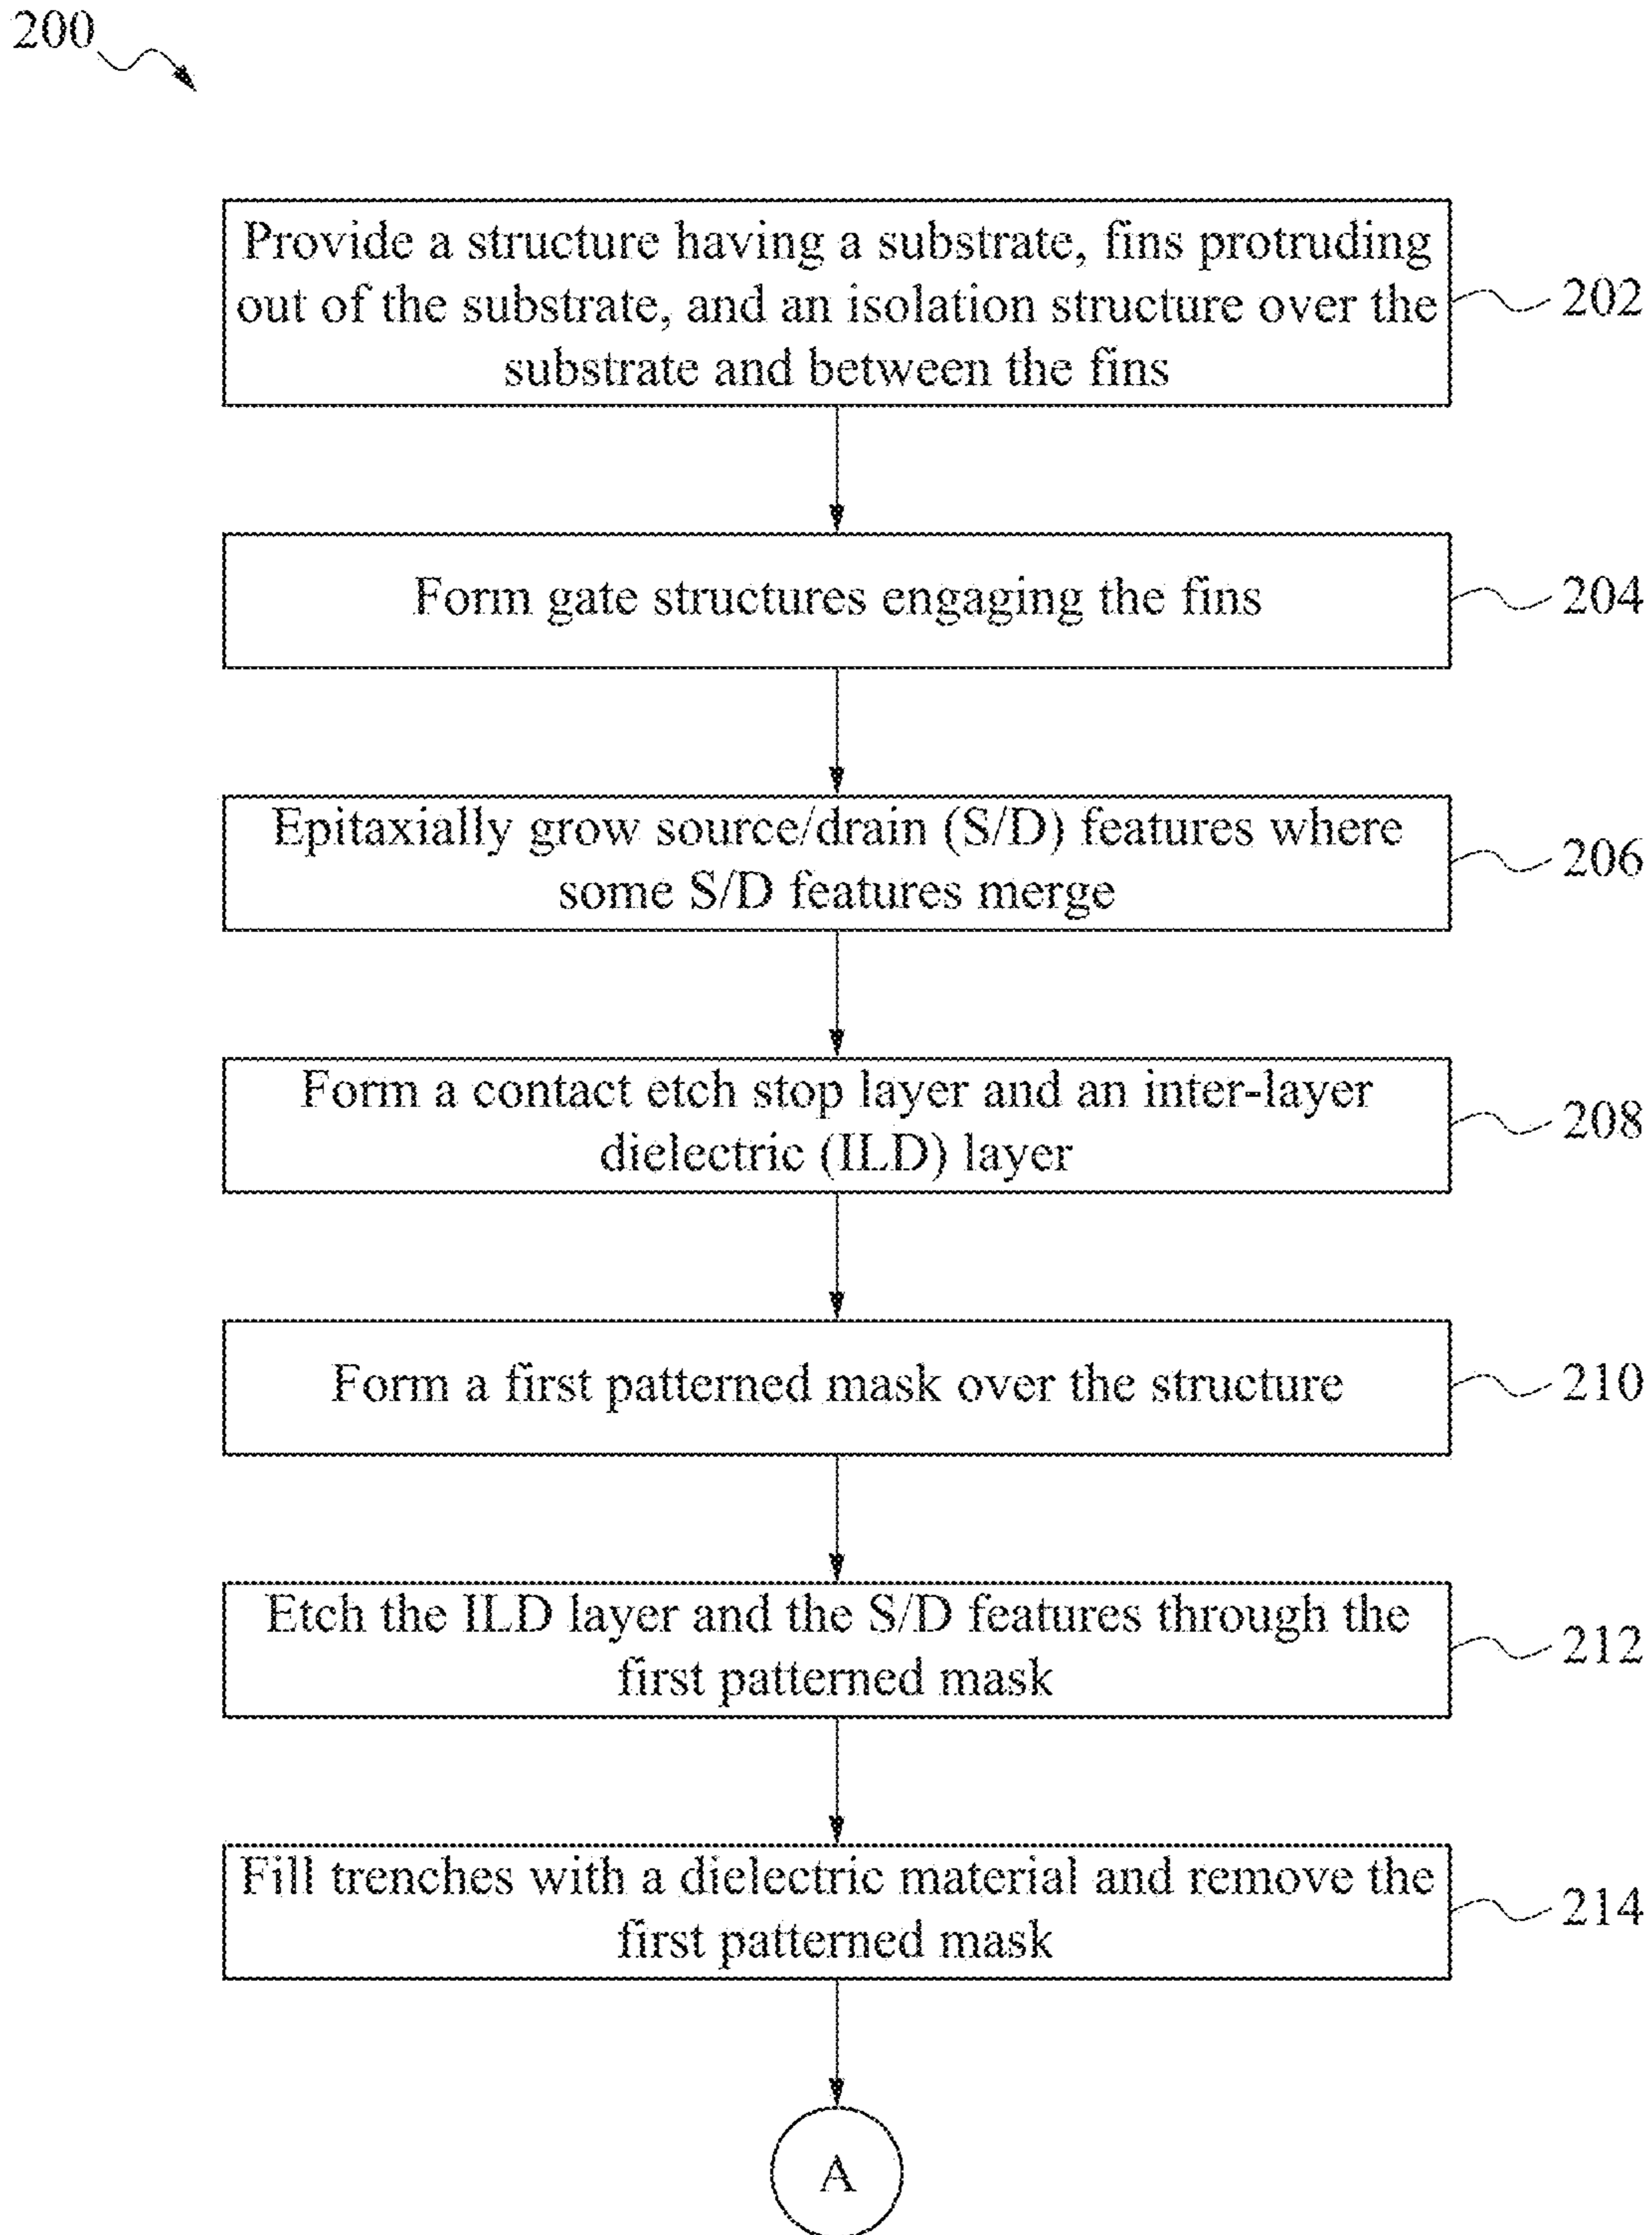 200
Provide a structure having a substrate, fins protruding
out of the substrate, and an isolation structure over the
substrate and between the fins
202
Form gate structures engaging the fins
204
Epitaxially grow source/drain (S/D) features where
some S/D features merge
206
Form a contact etch stop layer and an inter-layer
dielectric (ILD) layer
208
Form a first patterned mask over the structure
210
Etch the ILD layer and the S/D features through the
first patterned mask
212
Fill trenches with a dielectric material and remove the
first patterned mask
214
A